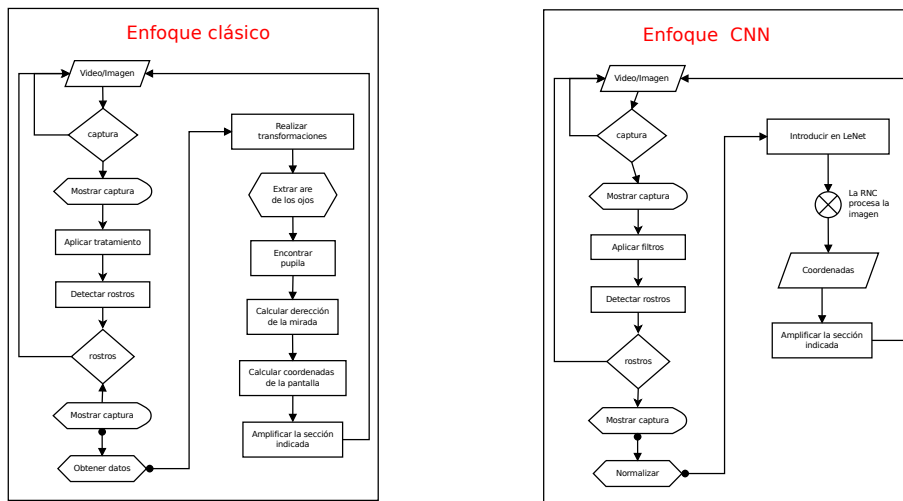 Enfoque clásico
Video/Imagen
captura
Mostrar captura
Aplicar tratamiento
Detectar rostros
rostros
Mostrar captura
Obtener datos
Realizar
transformaciones
Extrar are
de los ojos
Encontrar
pupila
Calcular derección
de la mirada
Calcular coordenadas
de la pantalla
Amplificar la sección
indicada
Enfoque CNN
Video/Imagen
captura
Mostrar captura
Aplicar filtros
Detectar rostros
rostros
Mostrar captura
Normalizar
Introducir en LeNet
La RNC
procesa la
imagen
Coordenadas
Amplificar la sección
indicada